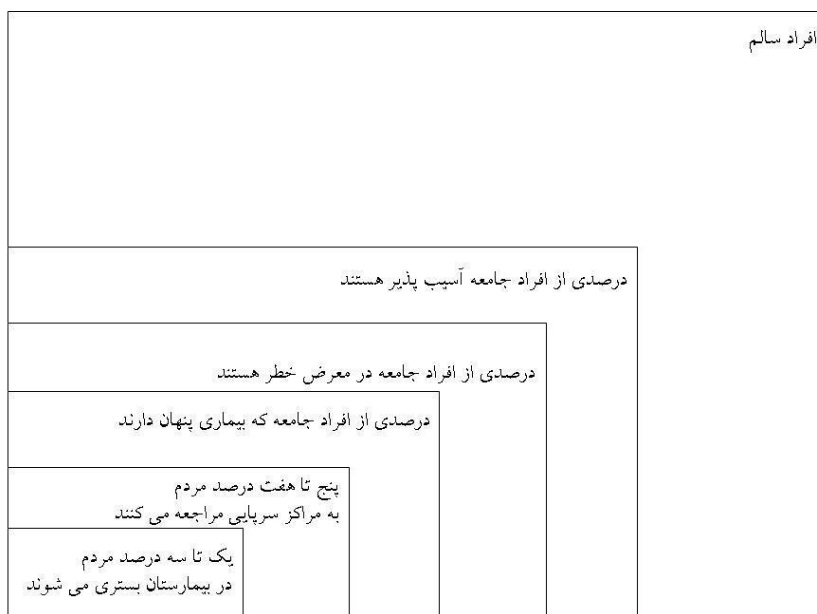 افراد سالم
درصدی از افراد جامعه آسیب پذیر هستند
درصدی از افراد جامعه در معرض خطر هستند
درصدی از افراد جامعه که بیماری پنهان دارند
پنج تا هفت درصد مردم
به مراکز سرپایی مراجعه می کنند
یک تا سه درصد مردم
در بیمارستان بستری می شوند